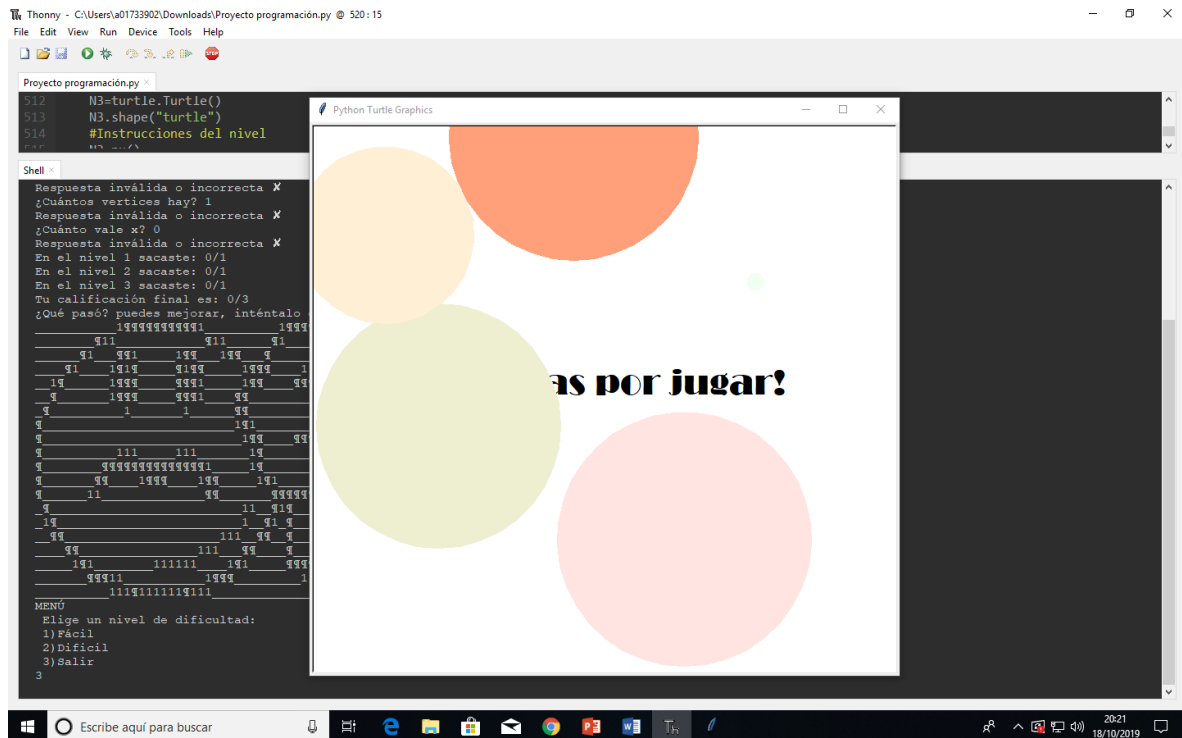 Thonny - C:\Users\a01733902\Downloads\Proyecto programación.py @ 520 : 15
File Edit View Run Device Tools Help
Proyecto programación.py
512 N3=turtle.Turtle()
513 N3.shape("turtle")
514 #Instrucciones del nivel
Python Turtle Graphics
as por jugar!
Shell
Respuesta inválida o incorrecta ✘
¿Cuántos vertices hay? 1
Respuesta inválida o incorrecta ✘
¿Cuánto vale x? 0
Respuesta inválida o incorrecta ✘
En el nivel 1 sacaste: 0/1
En el nivel 2 sacaste: 0/1
En el nivel 3 sacaste: 0/1
Tu calificación final es: 0/3
¿Qué pasó? puedes mejorar, inténtalo
MENÚ
Elige un nivel de dificultad:
1)Fácil
2)Dificil
3)Salir
3
Escribe aquí para buscar
20:21
18/10/2019